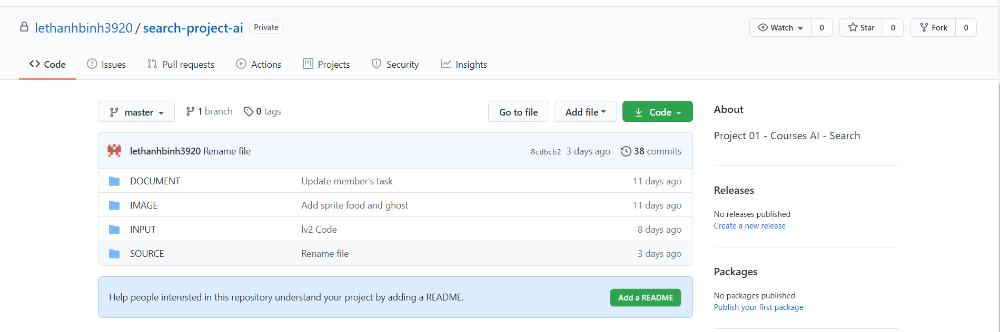 lethanhbinh3920 / search-project-ai Private
Watch 0 Star 0 Fork 0
Code Issues Pull requests Actions Projects Security Insights
master 1 branch 0 tags Go to file Add file Code
lethanhbinh3920 Rename file 8cdbcb2 3 days ago 38 commits
DOCUMENT Update member's task 11 days ago
IMAGE Add sprite food and ghost 11 days ago
INPUT lv2 Code 8 days ago
SOURCE Rename file 3 days ago
Help people interested in this repository understand your project by adding a README. Add a README
About
Project 01 - Courses AI - Search
Releases
No releases published
Create a new release
Packages
No packages published
Publish your first package